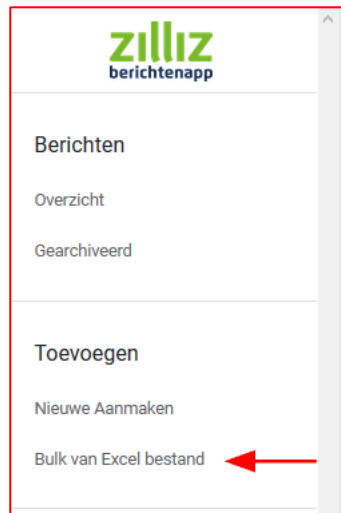 zilliz
berichtenapp
Berichten
Overzicht
Gearchiveerd
Toevoegen
Nieuwe Aanmaken
Bulk van Excel bestand